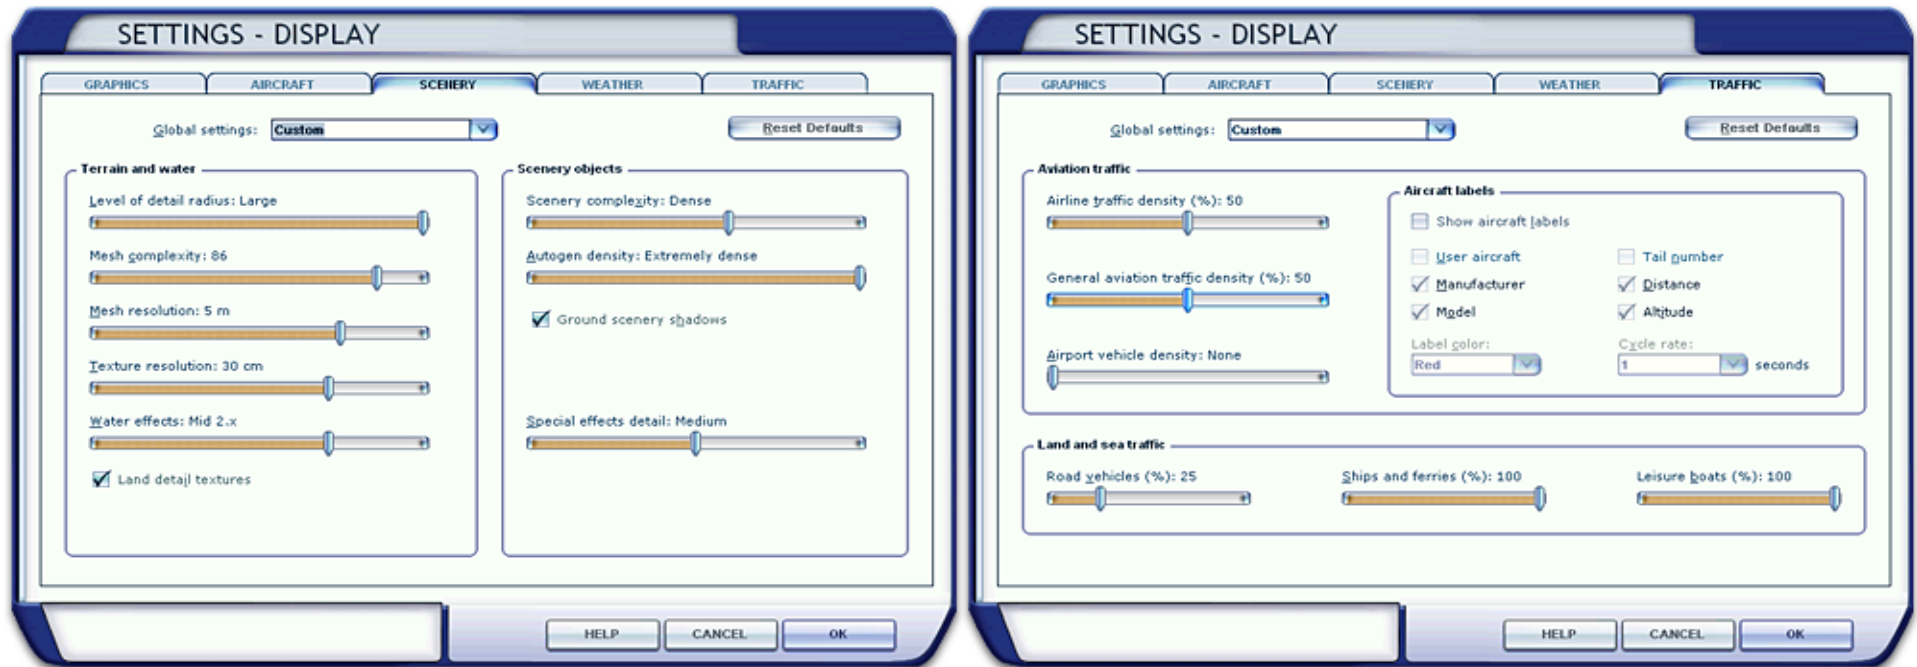 SETTINGS - DISPLAY
GRAPHICS AIRCRAFT SCENERY WEATHER TRAFFIC
Global settings: Custom Reset Defaults
Terrain and water
Level of detail radius: Large
Mesh complexity: 86
Mesh resolution: 5 m
Texture resolution: 30 cm
Water effects: Mid 2.x
Land detail textures
Scenery objects
Scenery complexity: Dense
Autogen density: Extremely dense
Ground scenery shadows
Special effects detail: Medium
HELP CANCEL OK
SETTINGS - DISPLAY
GRAPHICS AIRCRAFT SCENERY WEATHER TRAFFIC
Global settings: Custom Reset Defaults
Aviation traffic
Airline traffic density (%): 50
General aviation traffic density (%): 50
Airport vehicle density: None
Aircraft labels
Show aircraft labels
User aircraft Tail number
Manufacturer Distance
Model Altitude
Label color: Cycle rate:
Red 1 seconds
Land and sea traffic
Road vehicles (%): 25 Ships and ferries (%): 100 Leisure boats (%): 100
HELP CANCEL OK